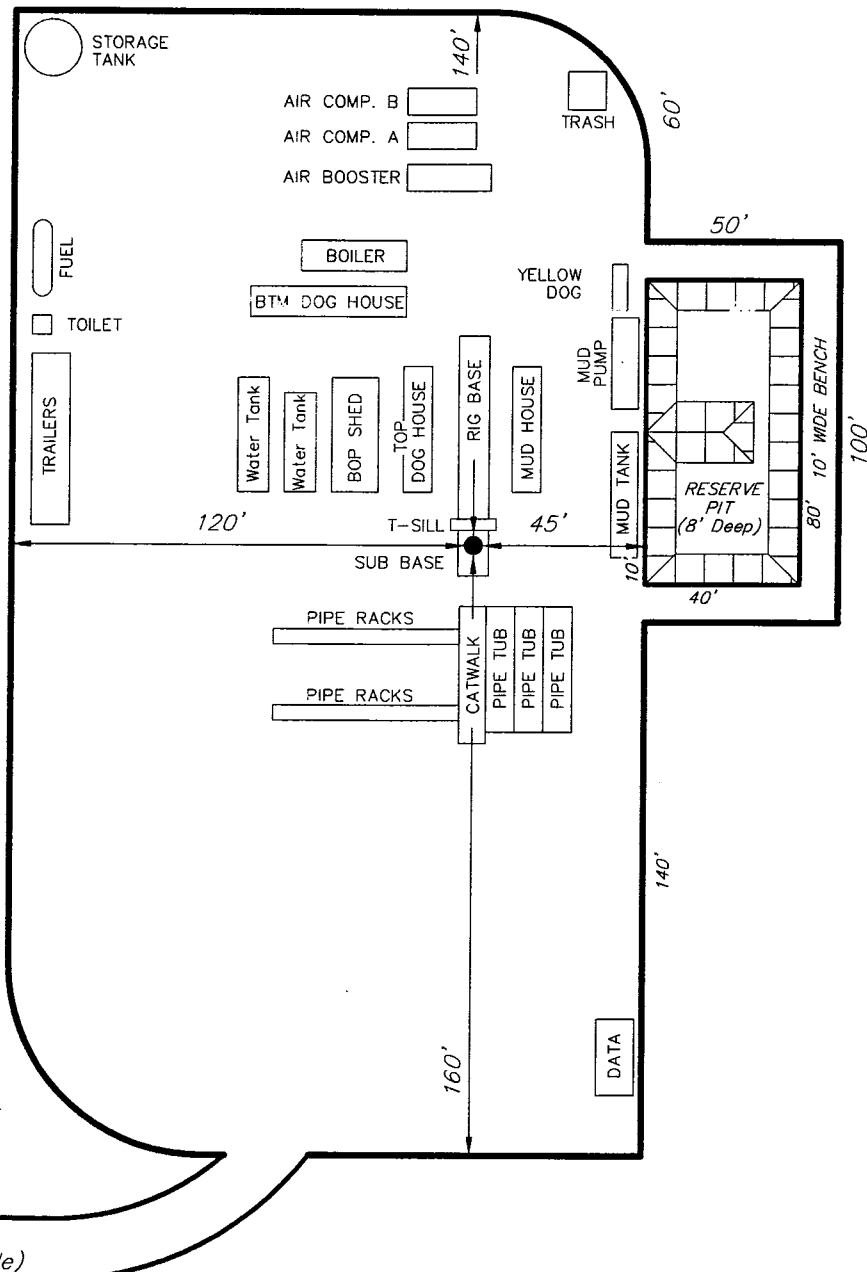 STORAGE
TANK
140'
AIR COMP. B
AIR COMP. A
AIR BOOSTER
TRASH
60'
50'
FUEL
BOILER
YELLOW
DOG
BTM DOG HOUSE
TOILET
MUD
PUMP
TRAILERS
Water Tank
Water Tank
BOP SHED
TOP
DOG HOUSE
RIG BASE
MUD HOUSE
MUD TANK
RESERVE
PIT
(8' Deep)
80'
10' WIDE BENCH
100'
120'
T-SILL
45'
SUB BASE
10'
40'
PIPE RACKS
CATWALK
PIPE TUB
PIPE TUB
PIPE TUB
PIPE RACKS
140'
160'
DATA
le)